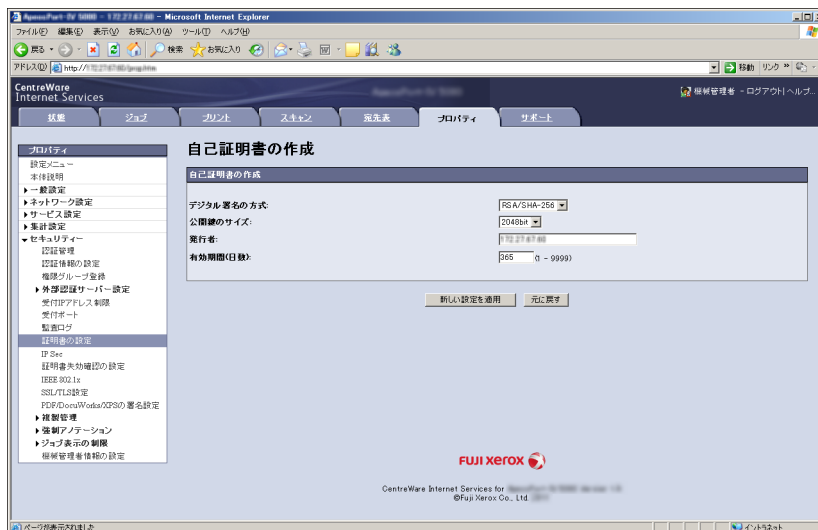 Microsoft Internet Explorer
ファイル(F) 編集(E) 表示(V) お気に入り(A) ツール(T) ヘルプ(H)
戻る 検索 お気に入り
アドレス(D) http:// 移動 リンク »
CentreWare
Internet Services
機械管理者 - ログアウト| ヘルプ...
状態 ジョブ プリント スキャン 宛先表 プロパティ サポート
プロパティ
設定メニュー
本体説明
一般設定
ネットワーク設定
サービス設定
集計設定
セキュリティー
認証管理
認証情報の設定
権限グループ登録
外部認証サーバー設定
受付IPアドレス制限
受付ポート
監査ログ
証明書の設定
IP Sec
証明書失効確認の設定
IEEE 802.1x
SSL/TLS設定
PDF/DocuWorks/XPSの署名設定
複製管理
強制アノテーション
ジョブ表示の制限
機械管理者情報の設定
自己証明書の作成
自己証明書の作成
デジタル署名の方式: RSA/SHA-256
公開鍵のサイズ: 2048bit
発行者:
有効期間(日数): 365 (1 - 9999)
新しい設定を適用 元に戻す
FUJI XEROX
CentreWare Internet Services for
©Fuji Xerox Co., Ltd.
ページが表示されました イントラネット